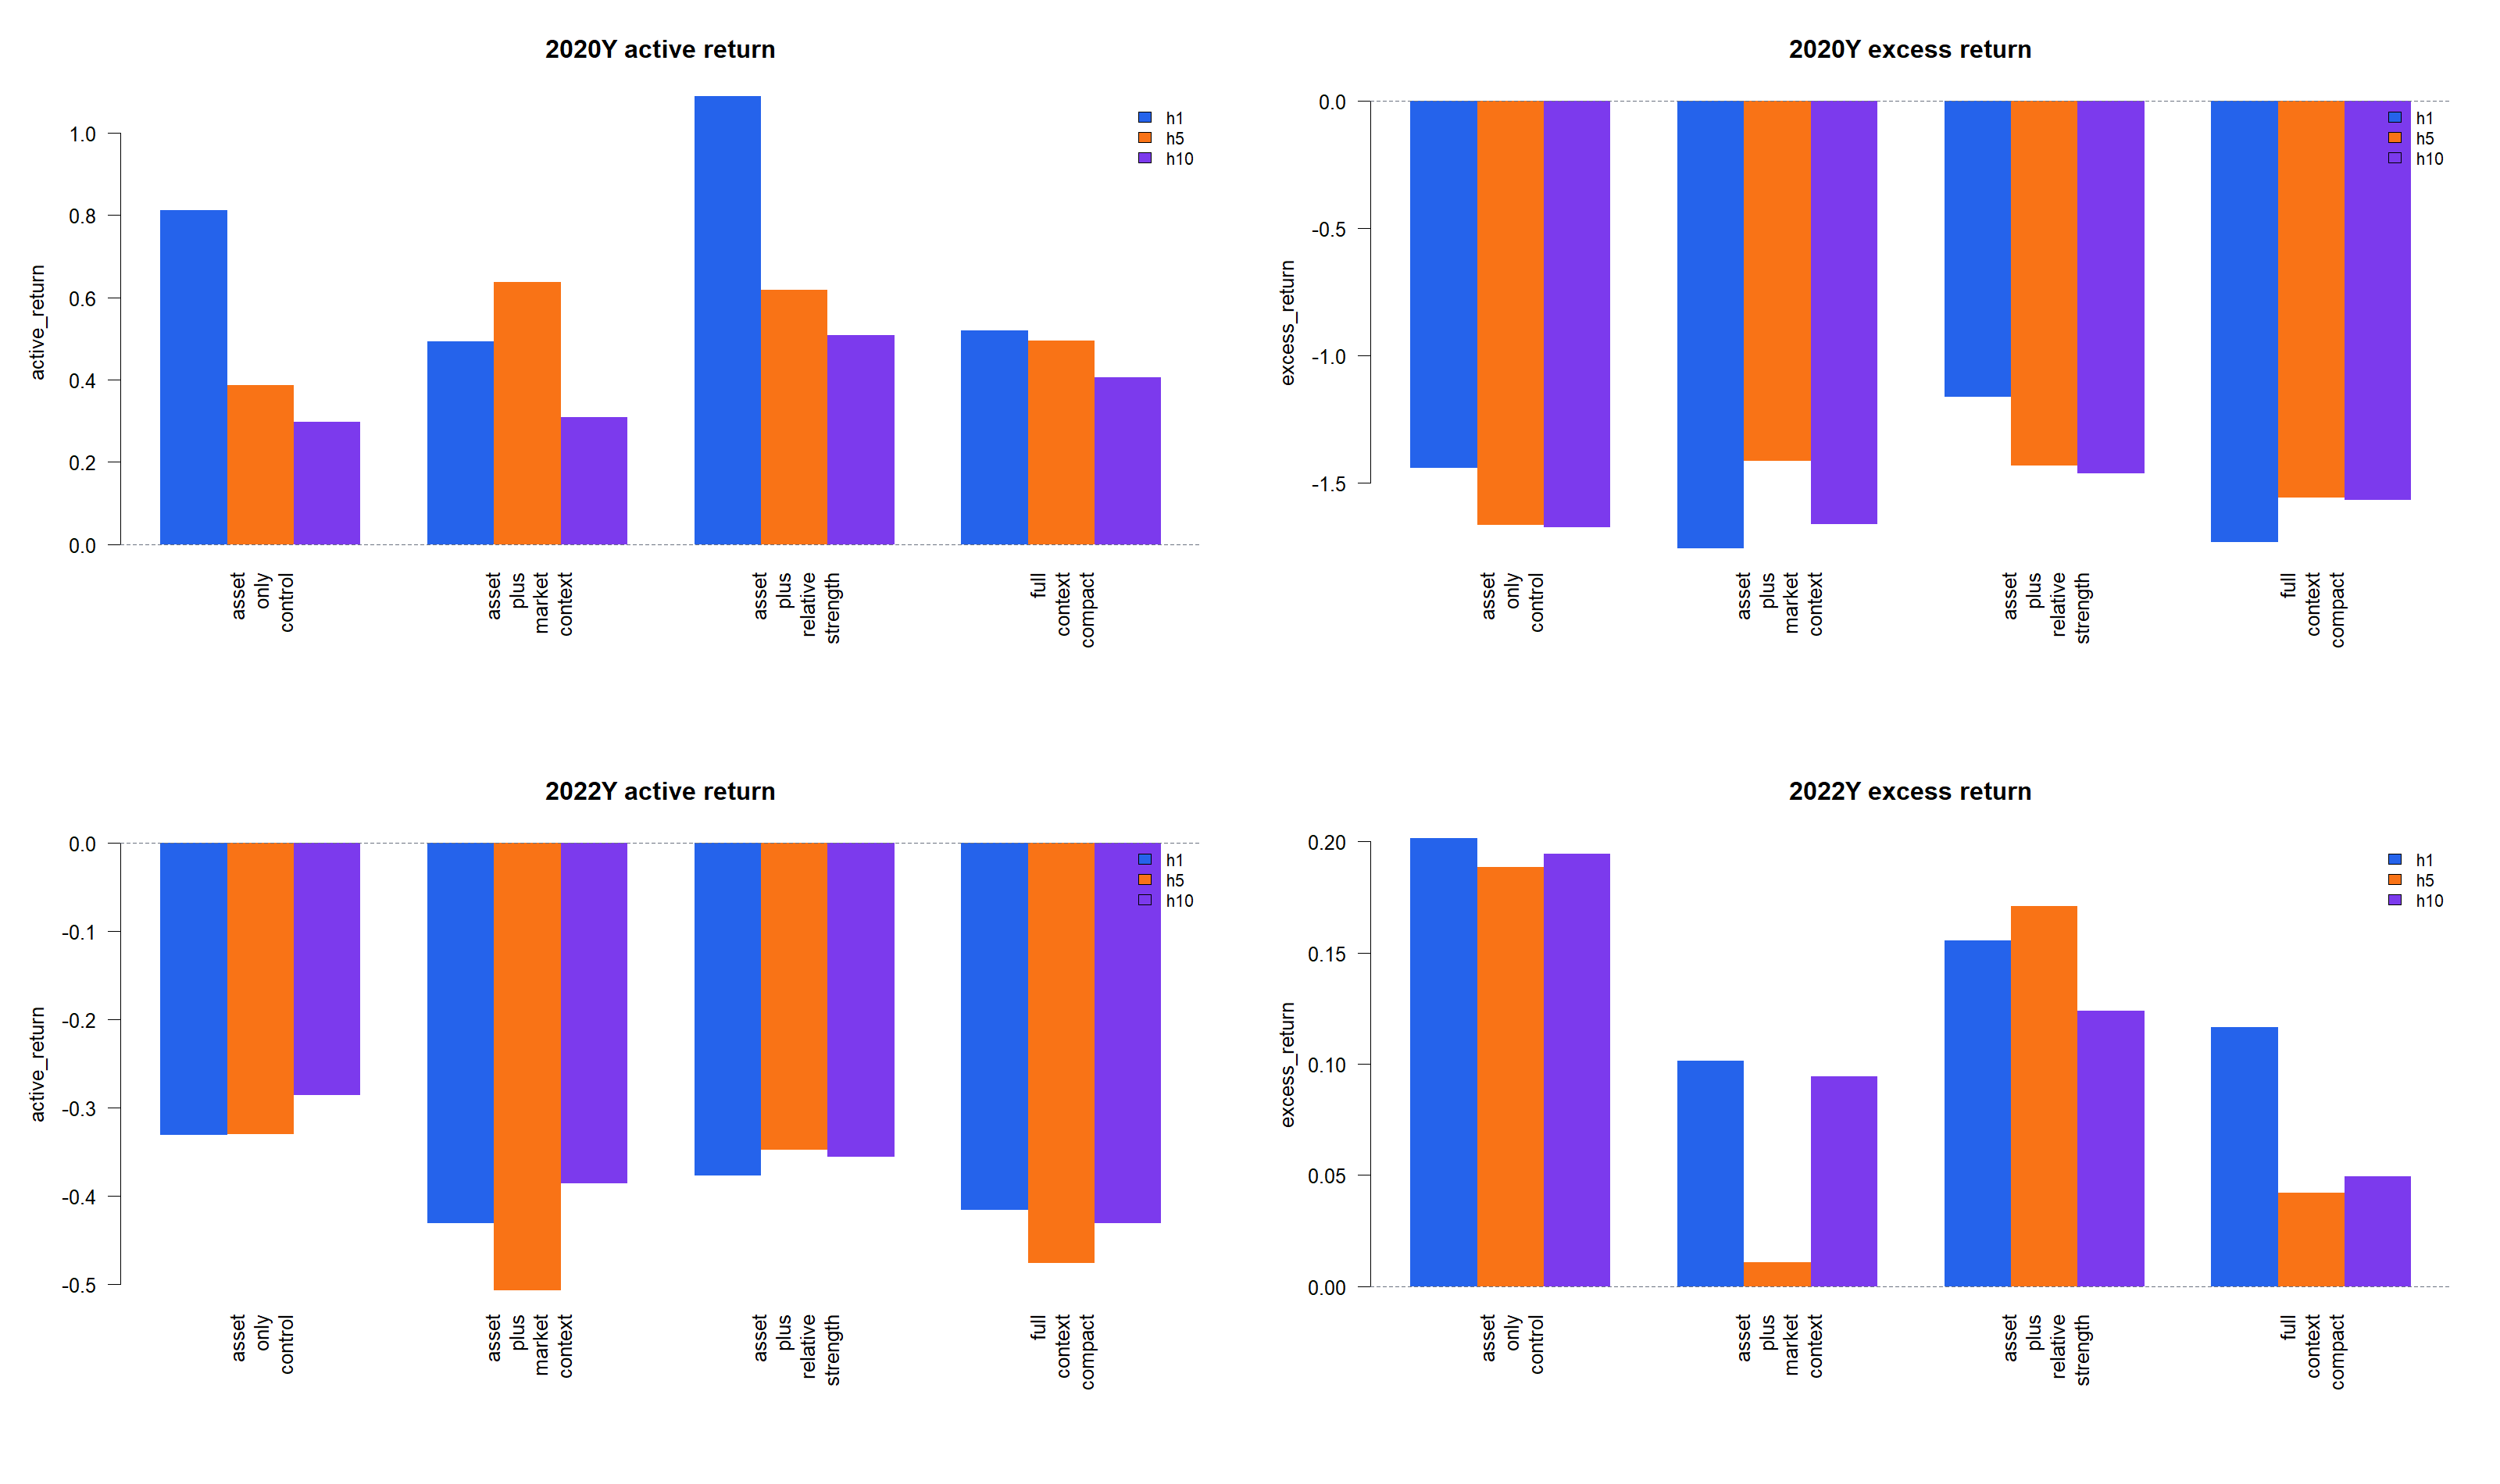 2020Y active return
active_return
1.0
0.8
0.6
0.4
0.2
0.0
h1
h5
h10
asset
only
control
asset
plus
market
context
asset
plus
relative
strength
full
context
compact
2020Y excess return
excess_return
0.0
-0.5
-1.0
-1.5
h1
h5
h10
asset
only
control
asset
plus
market
context
asset
plus
relative
strength
full
context
compact
2022Y active return
active_return
0.0
-0.1
-0.2
-0.3
-0.4
-0.5
h1
h5
h10
asset
only
control
asset
plus
market
context
asset
plus
relative
strength
full
context
compact
2022Y excess return
excess_return
0.20
0.15
0.10
0.05
0.00
h1
h5
h10
asset
only
control
asset
plus
market
context
asset
plus
relative
strength
full
context
compact